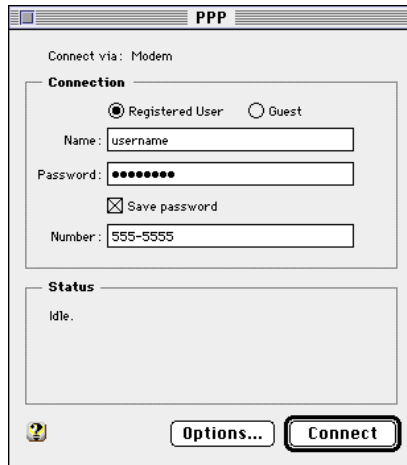 PPP
Connect via: Modem
Connection
Registered User Guest
Name: username
Password: ●●●●●●●●
Save password
Number: 555-5555
Status
Idle.
? Options... Connect